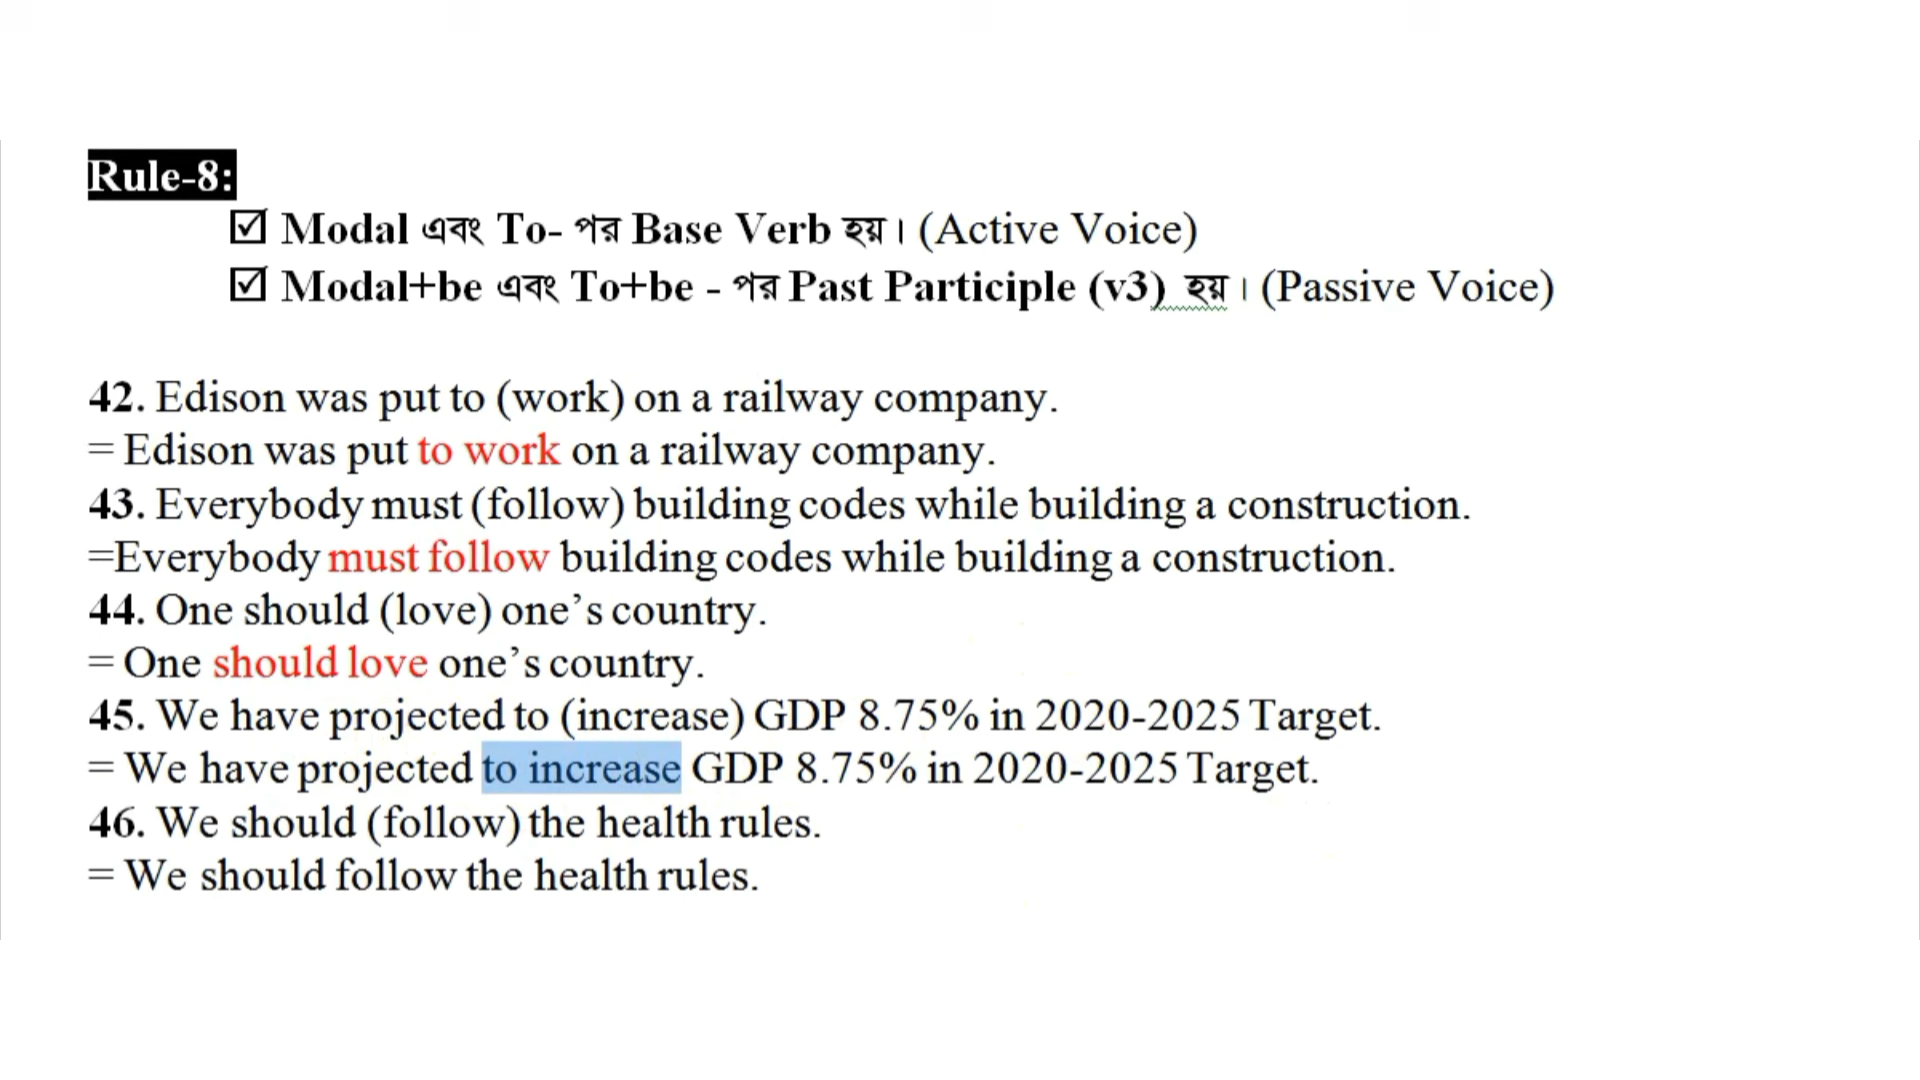 Rule-8:
☑ Modal এবং To- পর Base Verb হয়। (Active Voice)
☑ Modal+be এবং To+be - পর Past Participle (v3) হয়। (Passive Voice)
42. Edison was put to (work) on a railway company.
= Edison was put to work on a railway company.
43. Everybody must (follow) building codes while building a construction.
=Everybody must follow building codes while building a construction.
44. One should (love) one’s country.
= One should love one’s country.
45. We have projected to (increase) GDP 8.75% in 2020-2025 Target.
= We have projected to increase GDP 8.75% in 2020-2025 Target.
46. We should (follow) the health rules.
= We should follow the health rules.